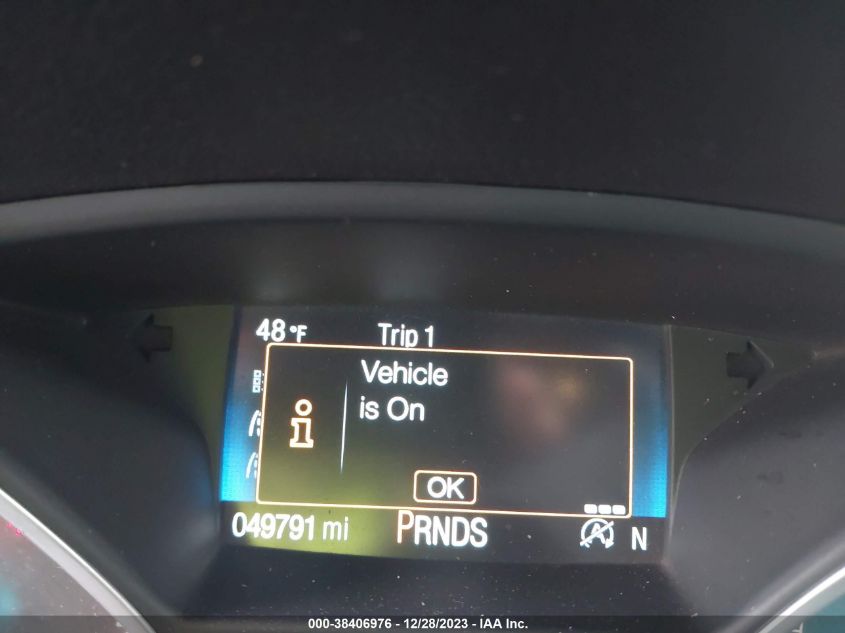 48°F Trip 1
Vehicle
is On
i
OK
049791 mi PRNDS A N
000-38406976 - 12/28/2023 - IAA Inc.